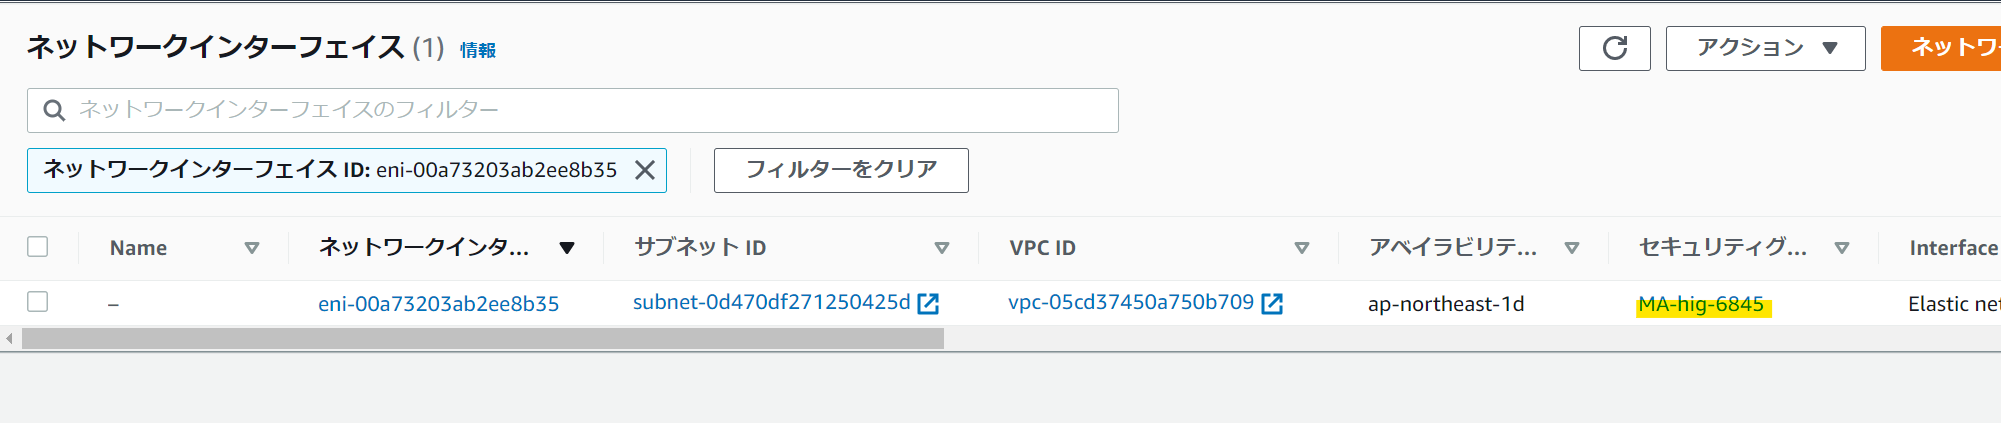 ネットワークインターフェイス (1) 情報
アクション
ネットワー
ネットワークインターフェイスのフィルター
ネットワークインターフェイス ID: eni-00a73203ab2ee8b35
フィルターをクリア
Name ネットワークインタ... サブネット ID VPC ID アベイラビリテ... セキュリティグ... Interface
– eni-00a73203ab2ee8b35 subnet-0d470df271250425d vpc-05cd37450a750b709 ap-northeast-1d MA-hig-6845 Elastic net